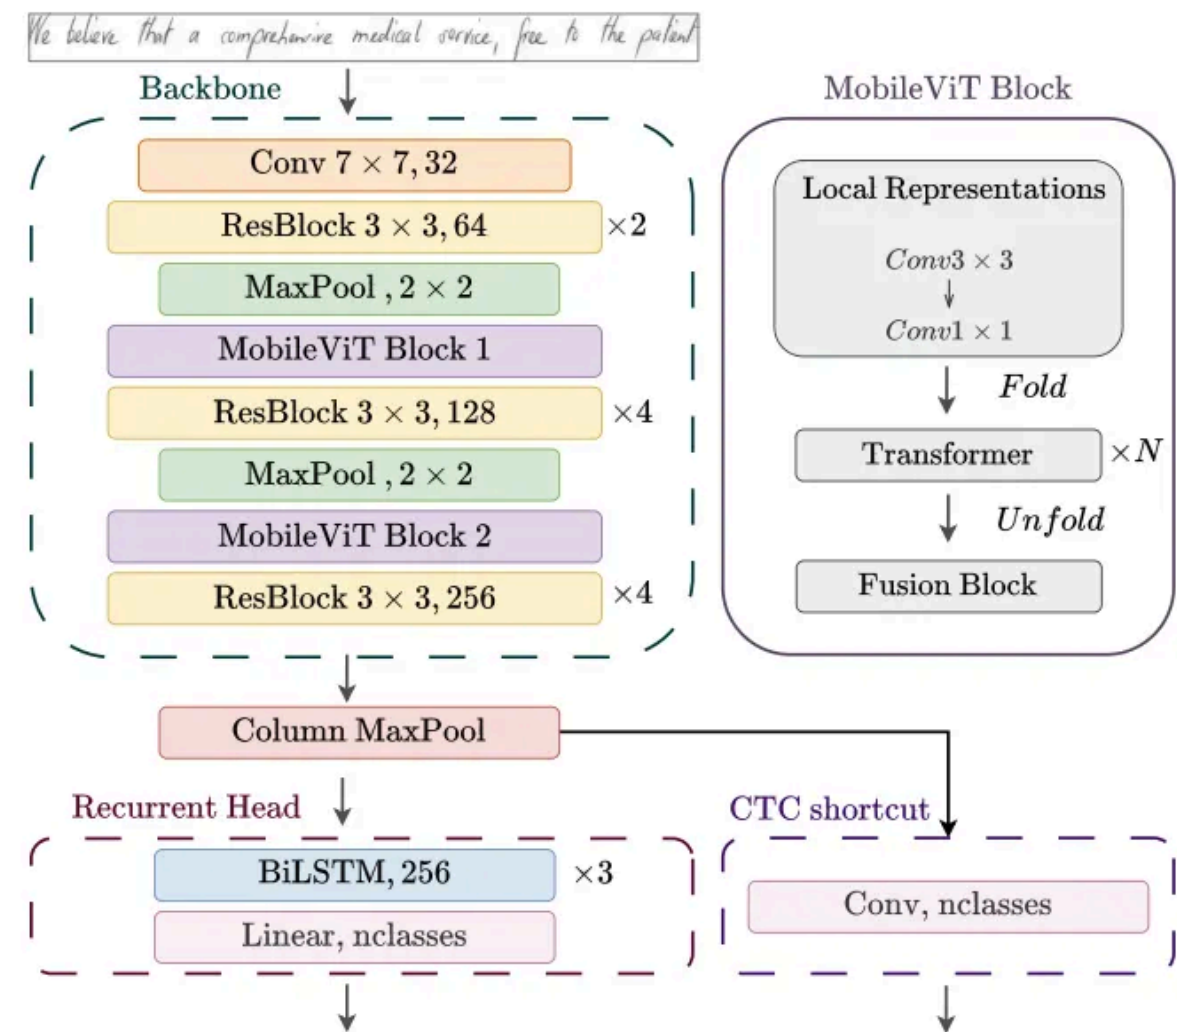 We believe that a comprehensive medical service, free to the patient
Backbone
Conv 7 × 7, 32
ResBlock 3 × 3, 64 ×2
MaxPool , 2 × 2
MobileViT Block 1
ResBlock 3 × 3, 128 ×4
MaxPool , 2 × 2
MobileViT Block 2
ResBlock 3 × 3, 256 ×4
MobileViT Block
Local Representations
Conv3 × 3
Conv1 × 1
Fold
Transformer ×N
Unfold
Fusion Block
Column MaxPool
Recurrent Head
BiLSTM, 256 ×3
Linear, nclasses
CTC shortcut
Conv, nclasses